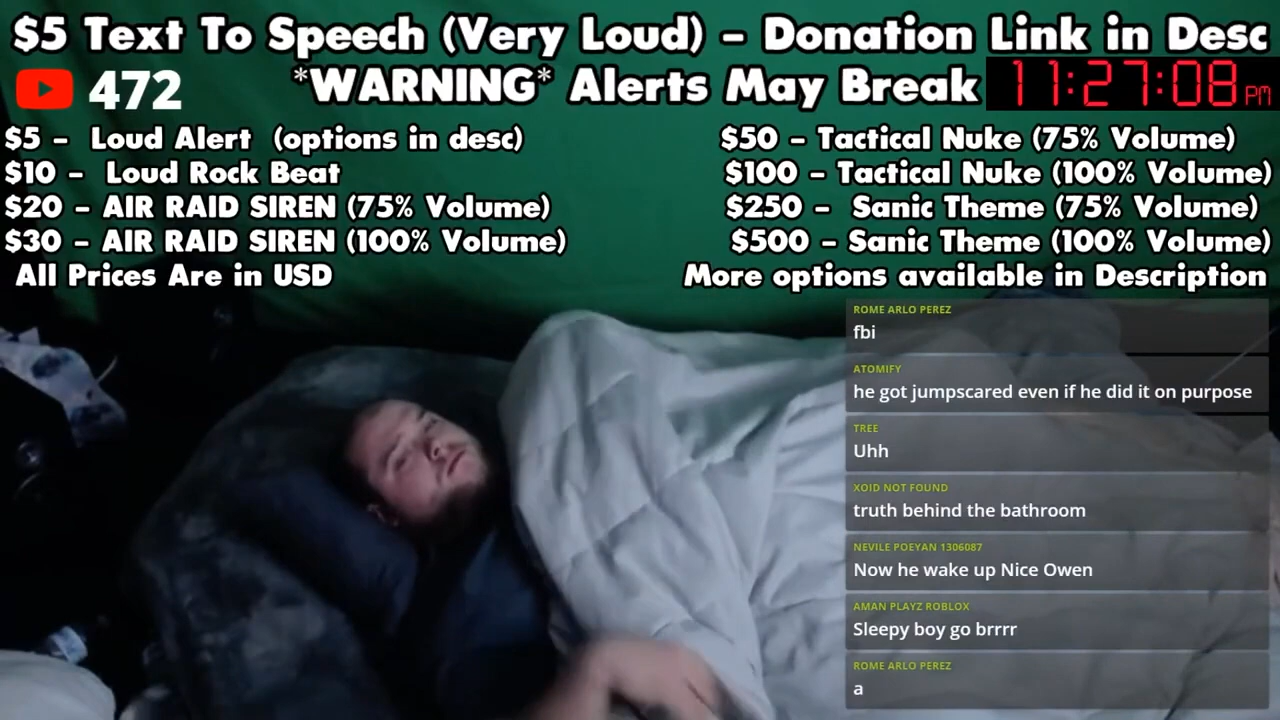 $5 Text To Speech (Very Loud) – Donation Link in Desc
472
*WARNING* Alerts May Break
11:27:08 PM
$5 – Loud Alert (options in desc)
$10 – Loud Rock Beat
$20 – AIR RAID SIREN (75% Volume)
$30 – AIR RAID SIREN (100% Volume)
All Prices Are in USD
$50 – Tactical Nuke (75% Volume)
$100 – Tactical Nuke (100% Volume)
$250 – Sanic Theme (75% Volume)
$500 – Sanic Theme (100% Volume)
More options available in Description
ROME ARLO PEREZ
fbi
ATOMIFY
he got jumpscared even if he did it on purpose
TREE
Uhh
XOID NOT FOUND
truth behind the bathroom
NEVILE POEYAN 1306087
Now he wake up Nice Owen
AMAN PLAYZ ROBLOX
Sleepy boy go brrrr
ROME ARLO PEREZ
a